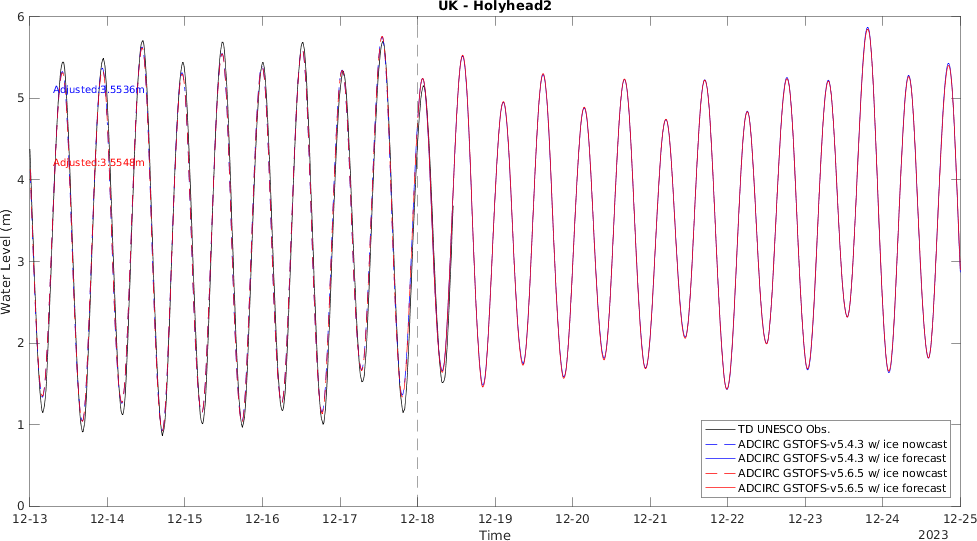 UK - Holyhead2
6
5
4
3
2
1
0
Water Level (m)
Adjusted:3.5536m
Adjusted:3.5548m
TD UNESCO Obs.
ADCIRC GSTOFS-v5.4.3 w/ ice nowcast
ADCIRC GSTOFS-v5.4.3 w/ ice forecast
ADCIRC GSTOFS-v5.6.5 w/ ice nowcast
ADCIRC GSTOFS-v5.6.5 w/ ice forecast
12-13 12-14 12-15 12-16 12-17 12-18 12-19 12-20 12-21 12-22 12-23 12-24 12-25
Time
2023